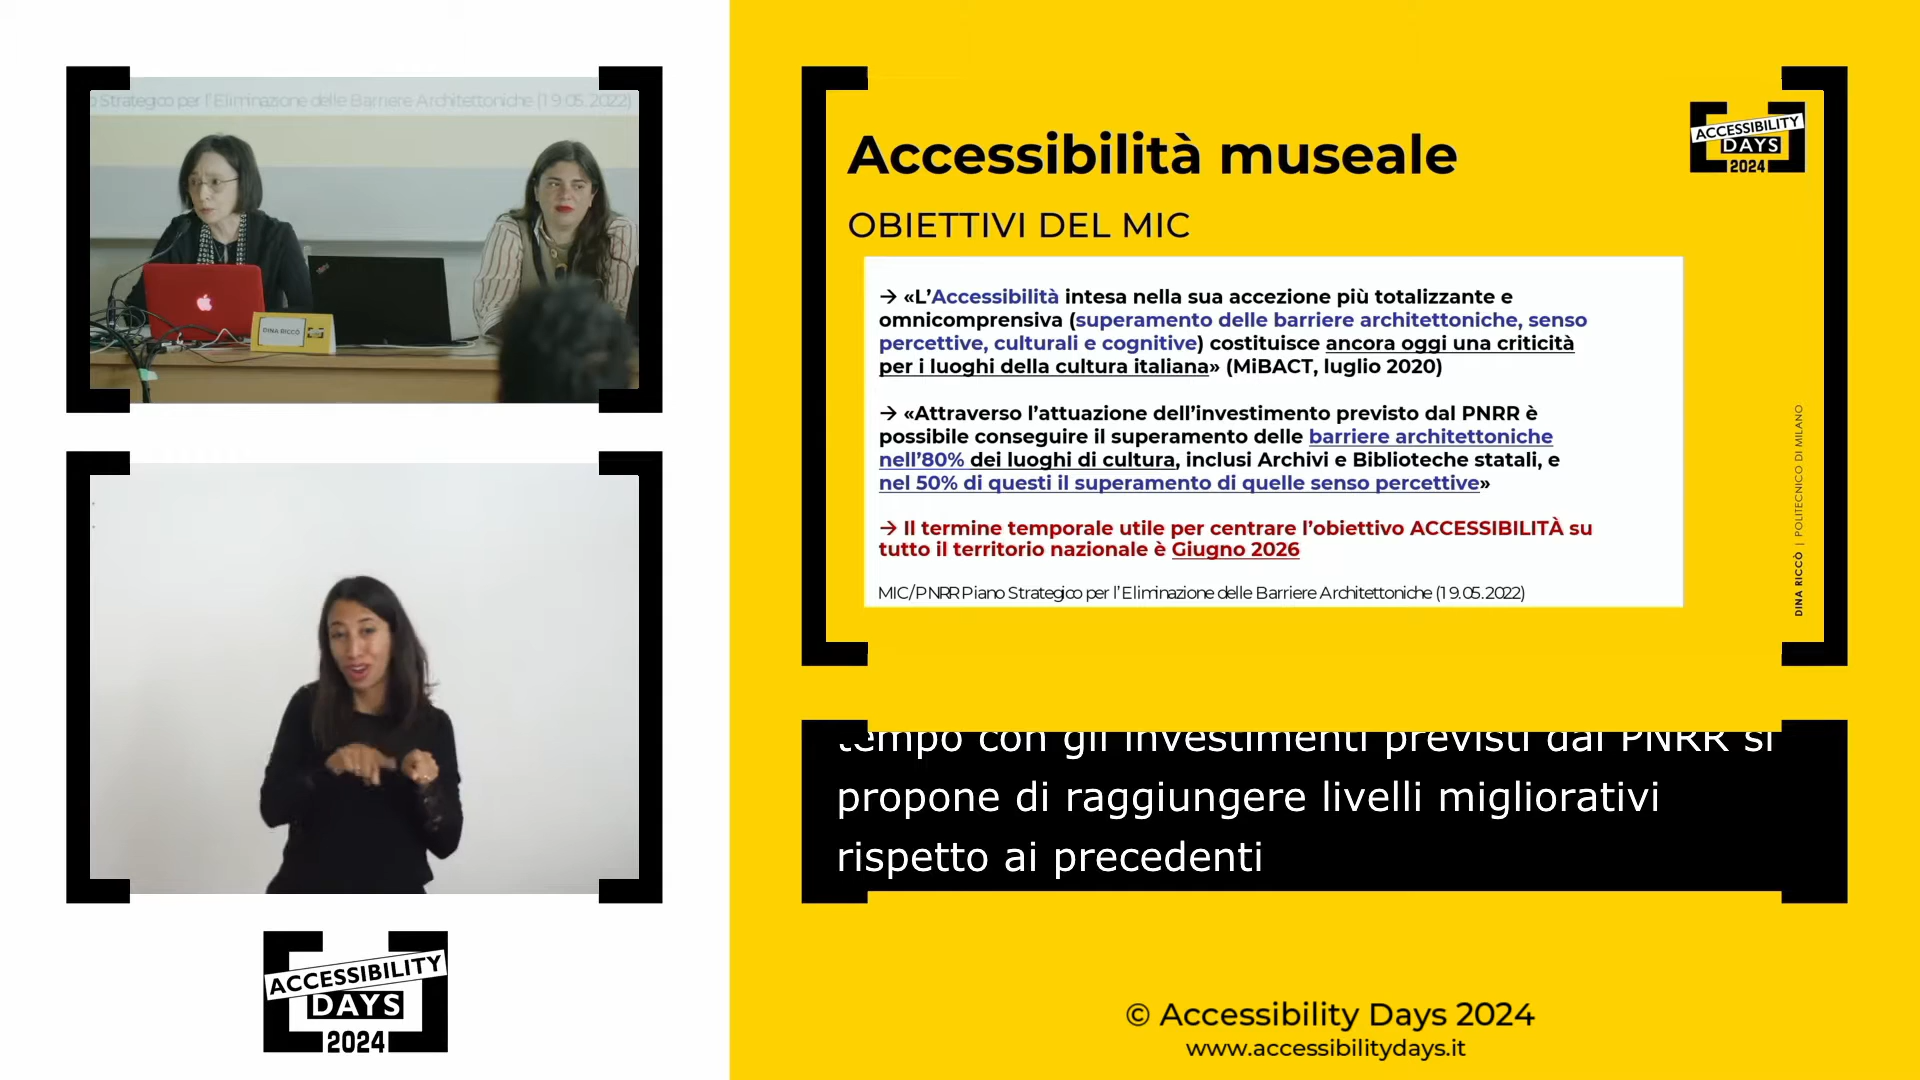 o Strategico per l'Eliminazione delle Barriere Architettoniche (19.05.2022)
DINA RICCÒ
ACCESSIBILITY
DAYS
2024
Accessibilità museale
OBIETTIVI DEL MIC
→ «L’Accessibilità intesa nella sua accezione più totalizzante e
omnicomprensiva (superamento delle barriere architettoniche, senso
percettive, culturali e cognitive) costituisce ancora oggi una criticità
per i luoghi della cultura italiana» (MiBACT, luglio 2020)
→ «Attraverso l’attuazione dell’investimento previsto dal PNRR è
possibile conseguire il superamento delle barriere architettoniche
nell’80% dei luoghi di cultura, inclusi Archivi e Biblioteche statali, e
nel 50% di questi il superamento di quelle senso percettive»
→ Il termine temporale utile per centrare l’obiettivo ACCESSIBILITÀ su
tutto il territorio nazionale è Giugno 2026
MIC/PNRR Piano Strategico per l’Eliminazione delle Barriere Architettoniche (19.05.2022)
ACCESSIBILITY
DAYS
2024
DINA RICCÒ | POLITECNICO DI MILANO
tempo con gli investimenti previsti dal PNRR si
propone di raggiungere livelli migliorativi
rispetto ai precedenti
© Accessibility Days 2024
www.accessibilitydays.it